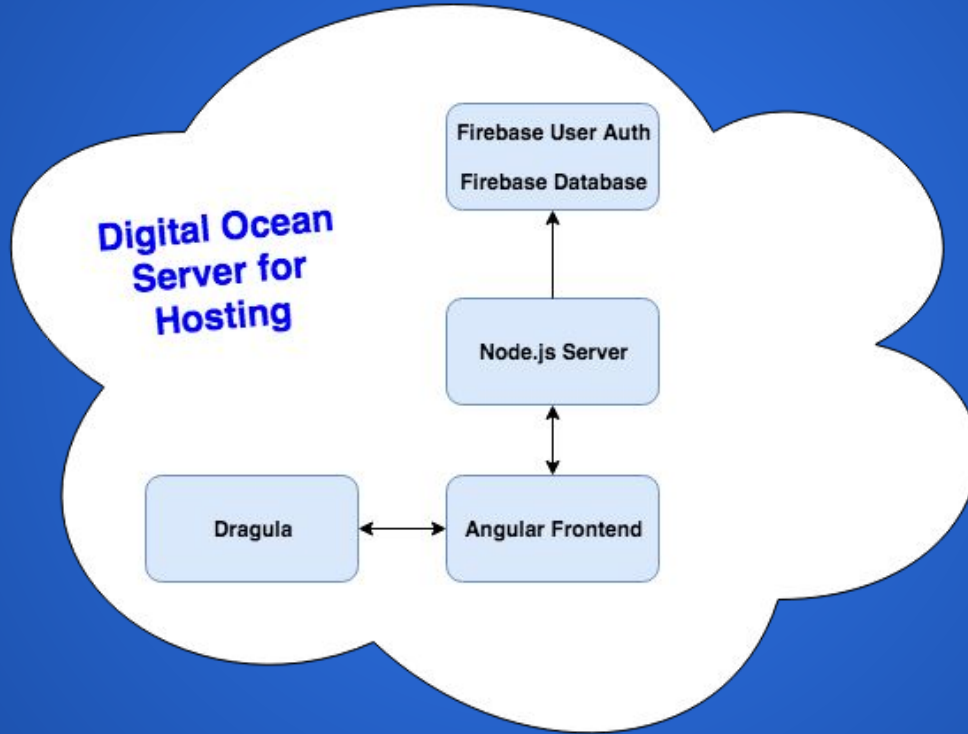 Digital Ocean
Server for
Hosting
Firebase User Auth
Firebase Database
Node.js Server
Dragula
Angular Frontend